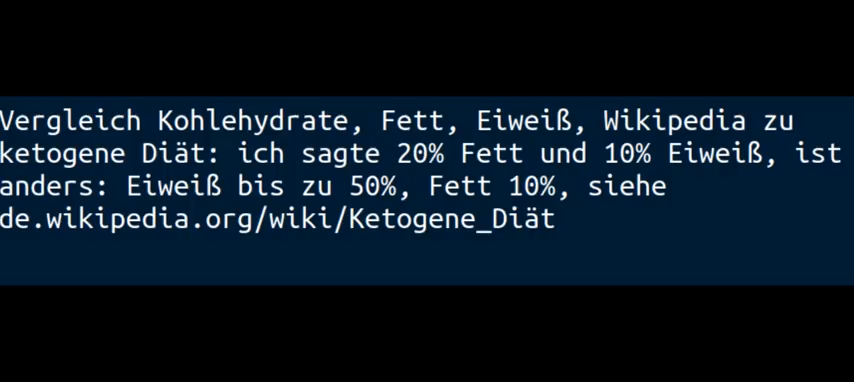 Vergleich Kohlehydrate, Fett, Eiweiß, Wikipedia zu
ketogene Diät: ich sagte 20% Fett und 10% Eiweiß, ist
anders: Eiweiß bis zu 50%, Fett 10%, siehe
de.wikipedia.org/wiki/Ketogene_Diät